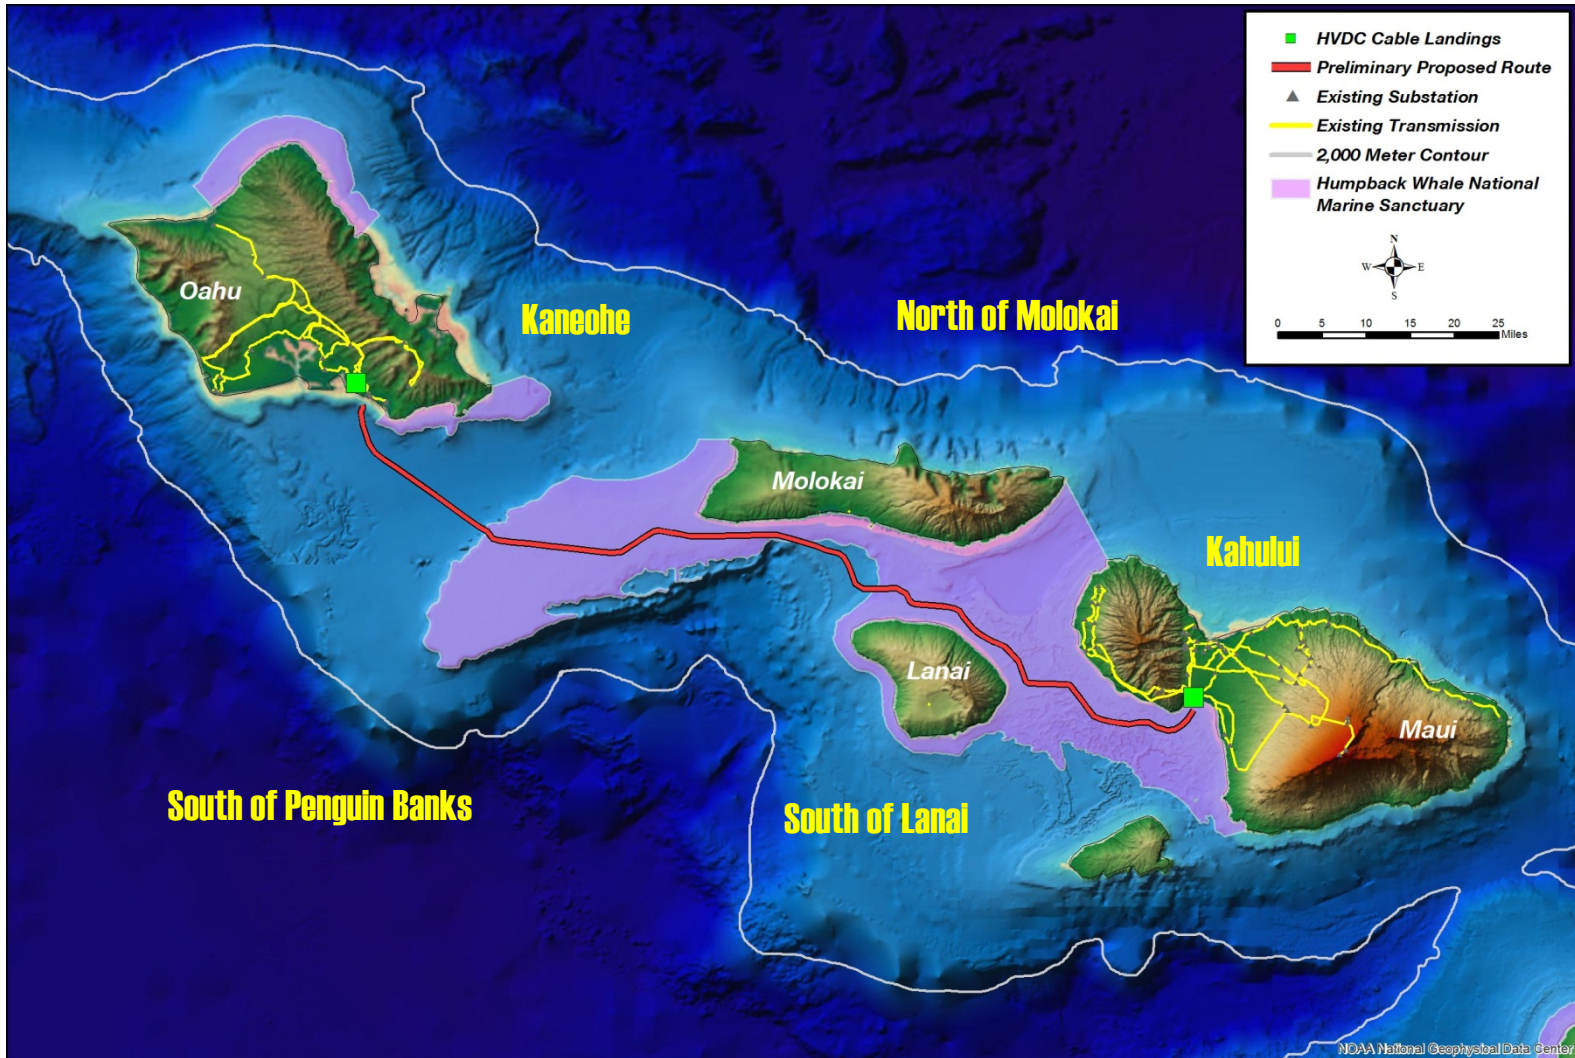 HVDC Cable Landings
Preliminary Proposed Route
Existing Substation
Existing Transmission
2,000 Meter Contour
Humpback Whale National
Marine Sanctuary
N
W E
S
0 5 10 15 20 25
Miles
Oahu
Kaneohe
North of Molokai
Molokai
Kahului
Lanai
Maui
South of Penguin Banks
South of Lanai
NOAA National Geophysical Data Center